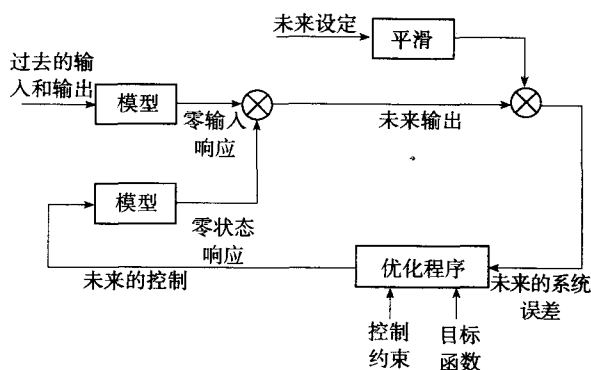 未来设定
平滑
过去的输
入和输出
模型
零输入
响应
未来输出
模型
零状态
响应
未来的控制
优化程序
未来的系统
误差
控制
约束
目标
函数